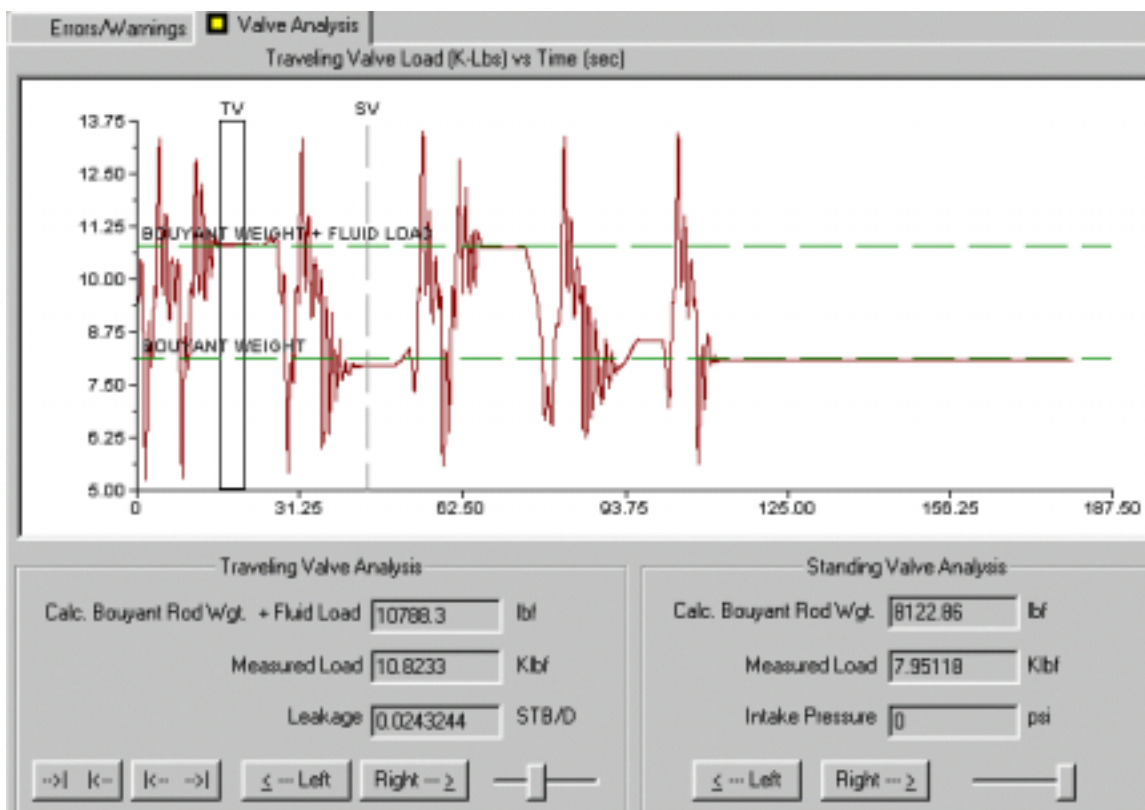 Errors/Warnings
Valve Analysis
Traveling Valve Load (K-Lbs) vs Time (sec)
TV
SV
13.75
12.50
11.25
10.00
8.75
7.50
6.25
5.00
BOUYANT WEIGHT + FLUID LOAD
BOUYANT WEIGHT
0
31.25
62.50
93.75
125.00
156.25
187.50
Traveling Valve Analysis
Calc. Bouyant Rod Wgt. + Fluid Load 10788.3 lbf
Measured Load 10.8233 Klbf
Leakage 0.0243244 STB/D
-->| |<--
|<-- -->|
< --- Left
Right --- >
Standing Valve Analysis
Calc. Bouyant Rod Wgt. 8122.86 lbf
Measured Load 7.95118 Klbf
Intake Pressure 0 psi
< --- Left
Right --- >